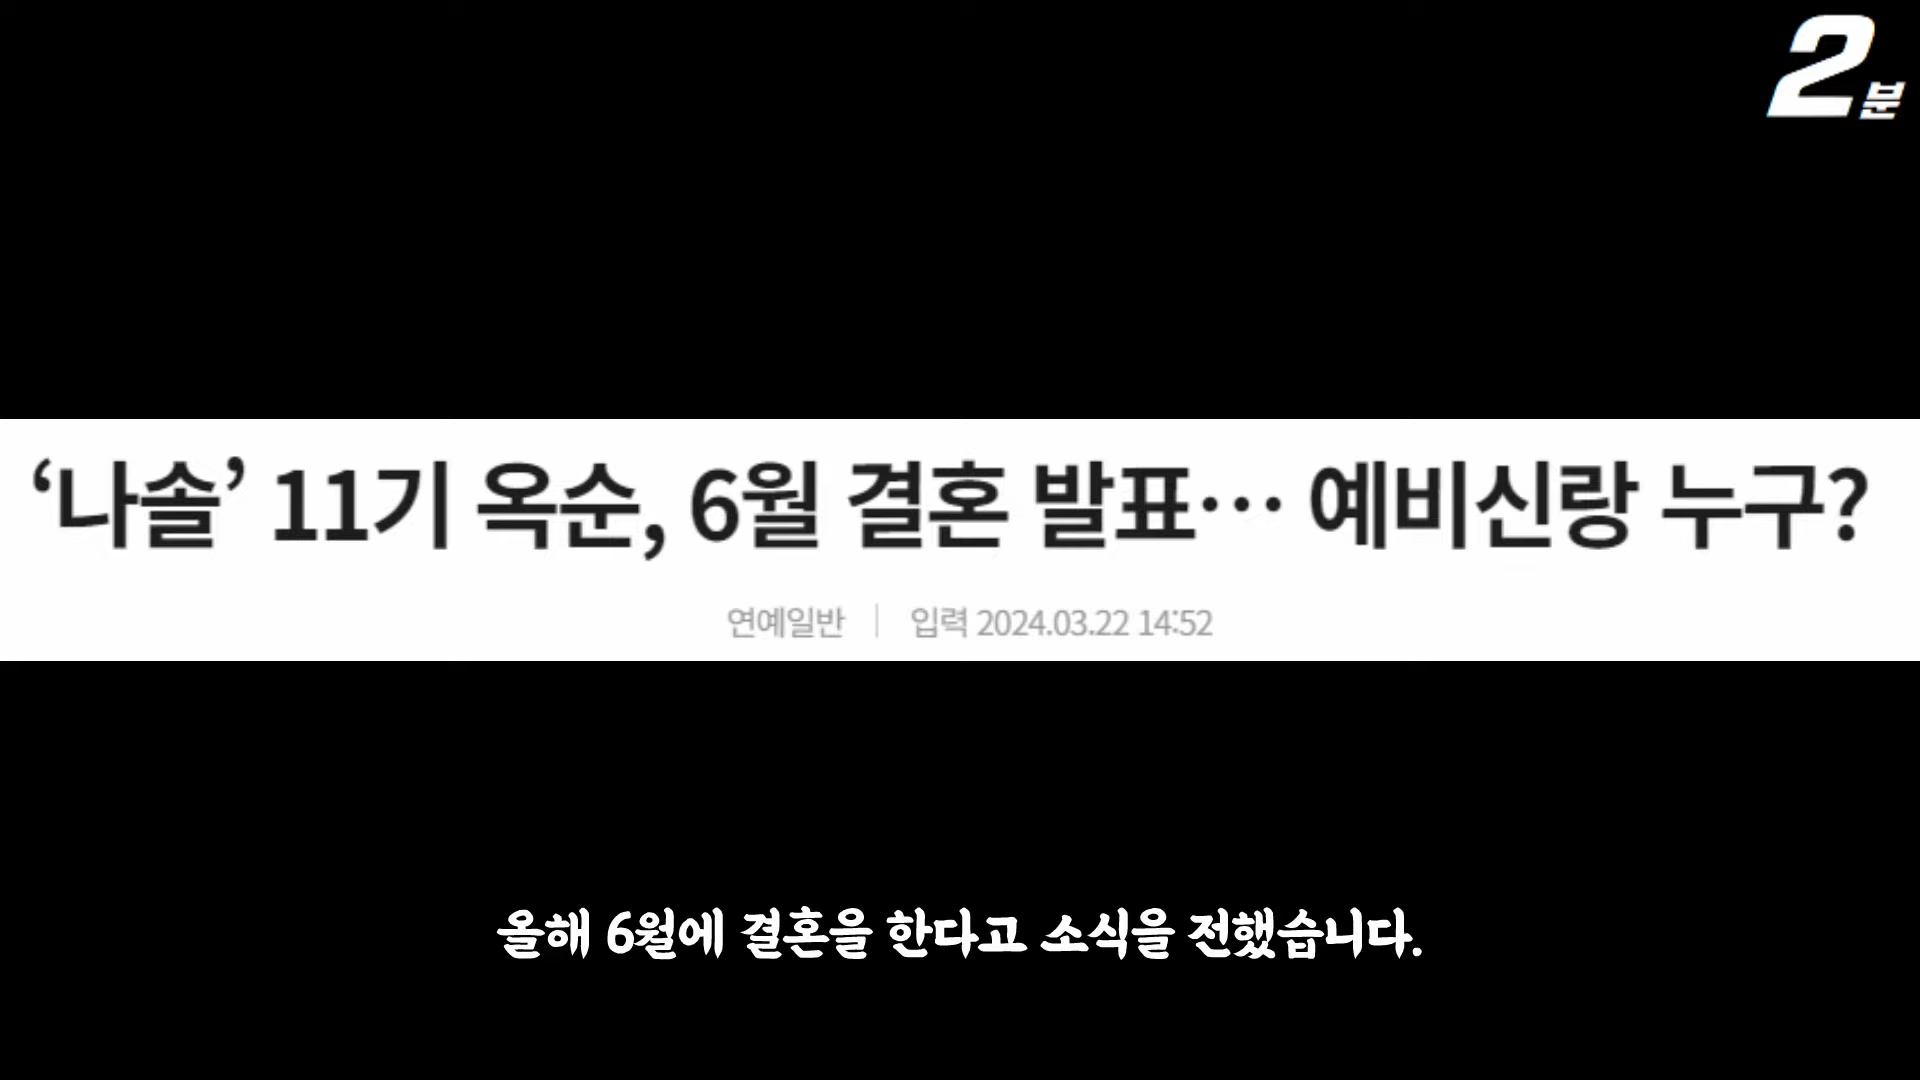 2분
‘나솔’ 11기 옥순, 6월 결혼 발표… 예비신랑 누구?
연예일반 | 입력 2024.03.22 14:52
올해 6월에 결혼을 한다고 소식을 전했습니다.